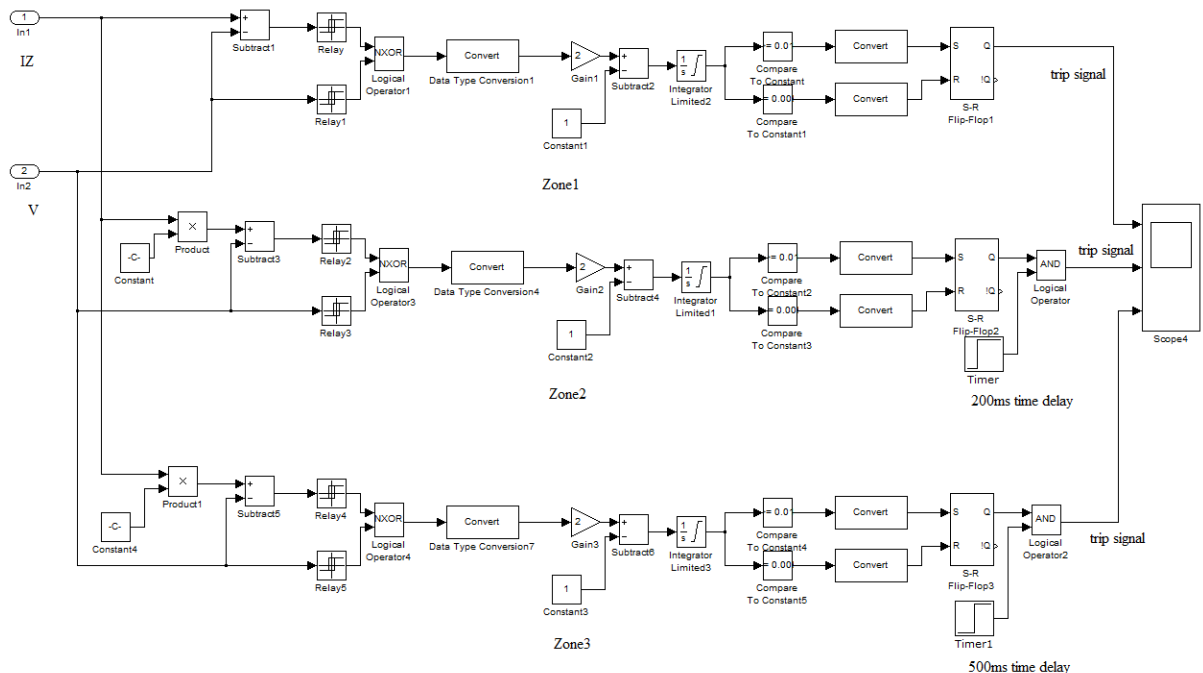 1
In1
IZ
+
−
Subtract1
Relay
Relay1
NXOR
Logical
Operator1
Convert
Data Type Conversion1
2
Gain1
1
Constant1
+
−
Subtract2
1
s
Integrator
Limited2
= 0.01
Compare
To Constant
= 0.00
Compare
To Constant1
Convert
Convert
S
Q
R
!Q
S-R
Flip-Flop1
trip signal
Zone1
2
In2
V
-C-
Constant
×
Product
+
−
Subtract3
Relay2
Relay3
NXOR
Logical
Operator3
Convert
Data Type Conversion4
2
Gain2
1
Constant2
+
−
Subtract4
1
s
Integrator
Limited1
= 0.01
Compare
To Constant2
= 0.00
Compare
To Constant3
Convert
Convert
S
Q
R
!Q
S-R
Flip-Flop2
AND
Logical
Operator
trip signal
Scope4
Timer
200ms time delay
Zone2
-C-
Constant4
×
Product1
+
−
Subtract5
Relay4
Relay5
NXOR
Logical
Operator4
Convert
Data Type Conversion7
2
Gain3
1
Constant3
+
−
Subtract6
1
s
Integrator
Limited3
= 0.01
Compare
To Constant4
= 0.00
Compare
To Constant5
Convert
Convert
S
Q
R
!Q
S-R
Flip-Flop3
AND
Logical
Operator2
trip signal
Timer1
500ms time delay
Zone3